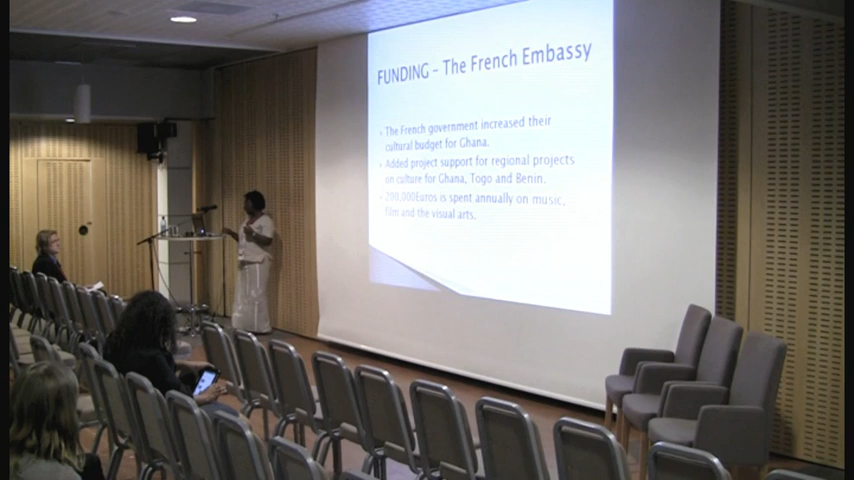 FUNDING – The French Embassy
The French government increased their
cultural budget for Ghana.
Added project support for regional projects
on culture for Ghana, Togo and Benin.
200,000Euros is spent annually on music,
film and the visual arts.